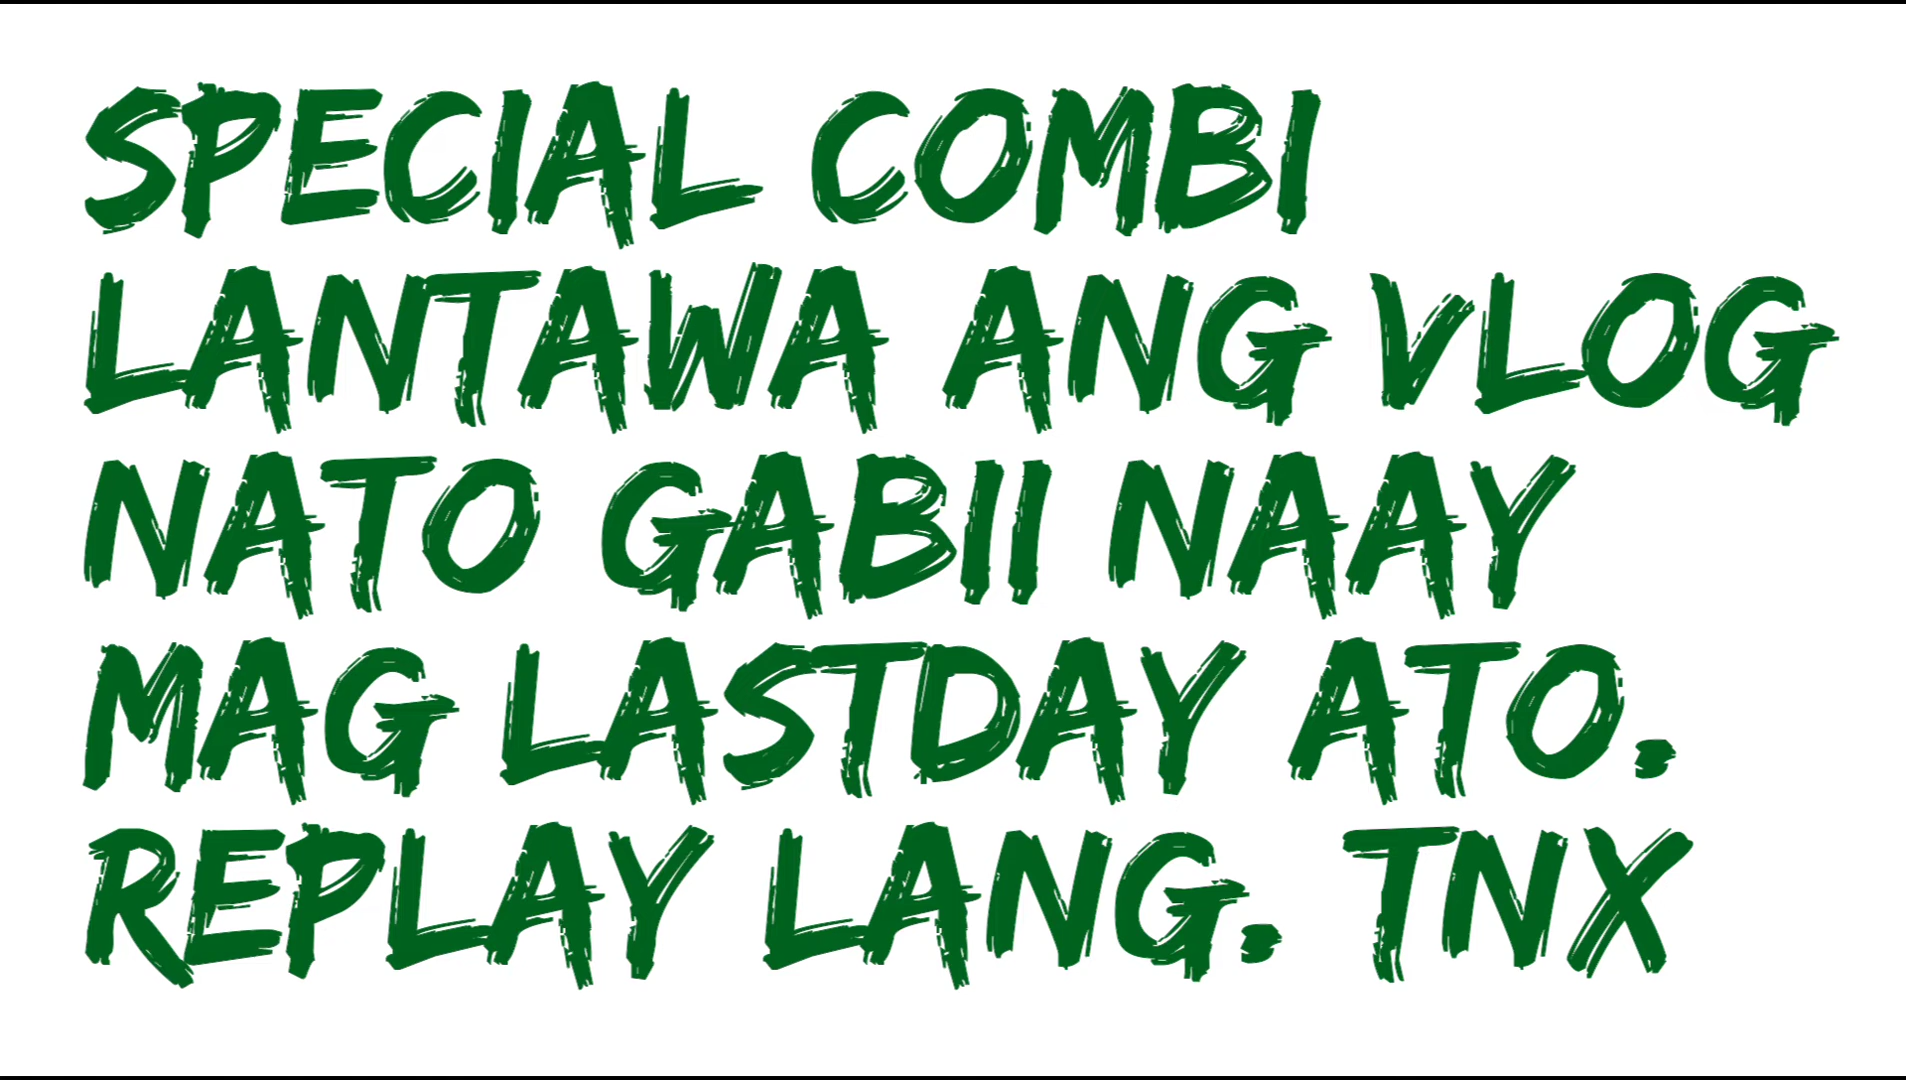 SPECIAL COMBI
LANTAWA ANG VLOG
NATO GABII NAAY
MAG LASTDAY ATO.
REPLAY LANG. TNX